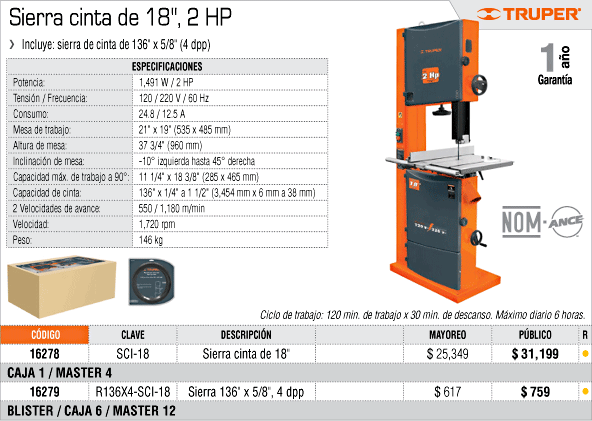 Sierra cinta de 18", 2 HP
TRUPER®
❯ Incluye: sierra de cinta de 136" x 5/8" (4 dpp)
ESPECIFICACIONES
Potencia: 1,491 W / 2 HP
Tensión / Frecuencia: 120 / 220 V / 60 Hz
Consumo: 24.8 / 12.5 A
Mesa de trabajo: 21" x 19" (535 x 485 mm)
Altura de mesa: 37 3/4" (960 mm)
Inclinación de mesa: -10° izquierda hasta 45° derecha
Capacidad máx. de trabajo a 90°: 11 1/4" x 18 3/8" (285 x 465 mm)
Capacidad de cinta: 136" x 1/4" a 1 1/2" (3,454 mm x 6 mm a 38 mm)
2 Velocidades de avance: 550 / 1,180 m/min
Velocidad: 1,720 rpm
Peso: 146 kg
TRUPER
2 Hp
18"
1 año
Garantía
NOM-ANCE®
Ciclo de trabajo: 120 min. de trabajo x 30 min. de descanso. Máximo diario 6 horas.
CÓDIGO CLAVE DESCRIPCIÓN MAYOREO PÚBLICO R
16278 SCI-18 Sierra cinta de 18" $ 25,349 $ 31,199
CAJA 1 / MASTER 4
16279 R136X4-SCI-18 Sierra 136" x 5/8", 4 dpp $ 617 $ 759
BLISTER / CAJA 6 / MASTER 12